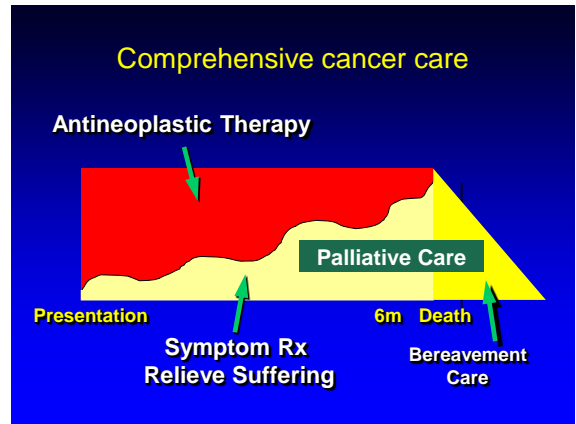 Comprehensive cancer care
Antineoplastic Therapy
Palliative Care
Presentation
6m
Death
Symptom Rx
Relieve Suffering
Bereavement
Care